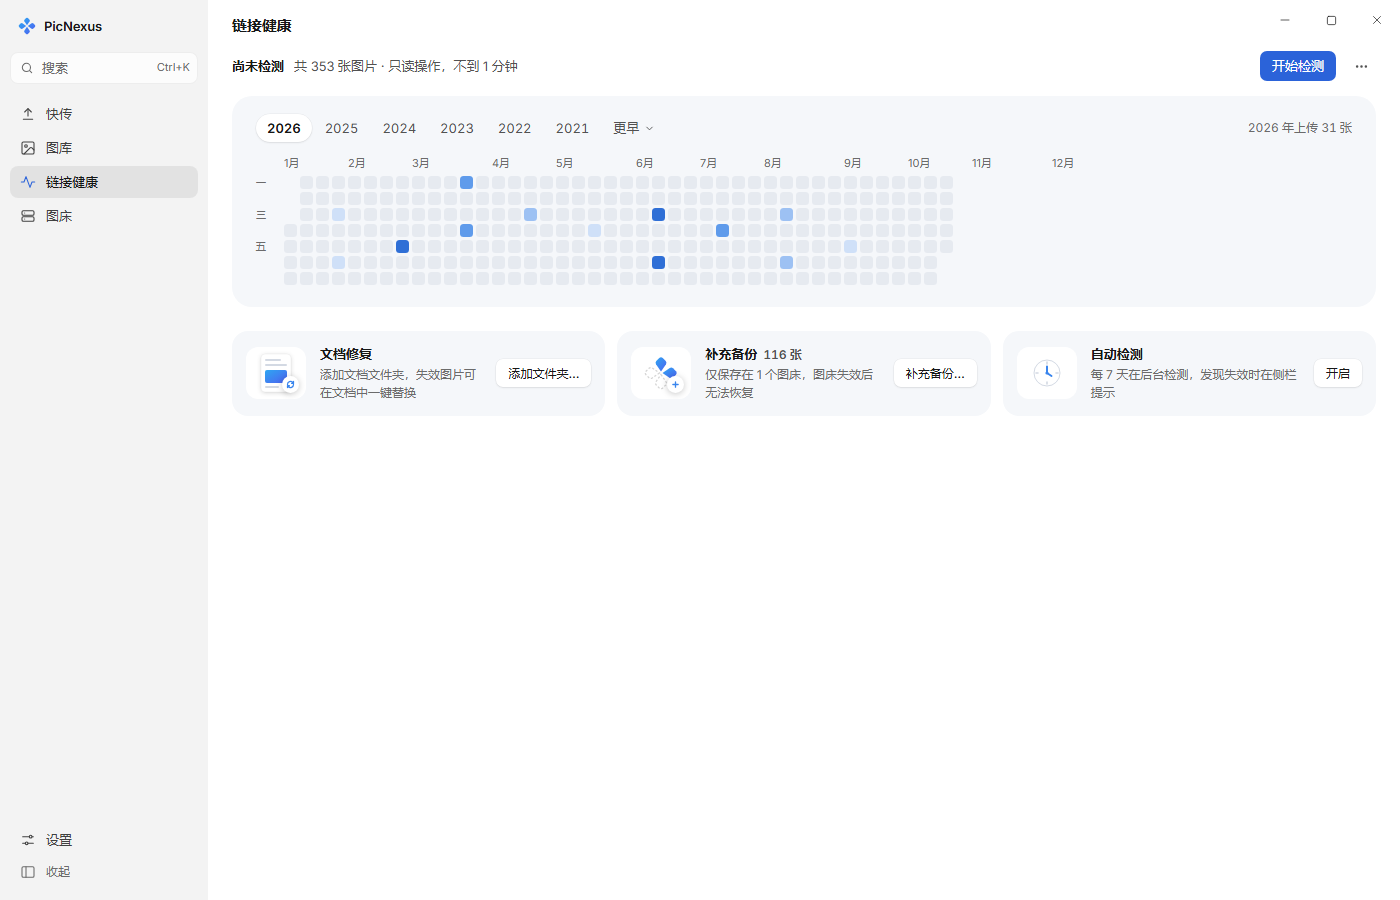 PicNexus
搜索 Ctrl+K
快传
图库
链接健康
图床
设置
收起
链接健康
尚未检测 共 353 张图片 · 只读操作，不到 1 分钟
开始检测
2026 2025 2024 2023 2022 2021 更早
2026 年上传 31 张
1月 2月 3月 4月 5月 6月 7月 8月 9月 10月 11月 12月
一
三
五
文档修复
添加文档文件夹，失效图片可
在文档中一键替换
添加文件夹...
补充备份 116 张
仅保存在 1 个图床，图床失效后
无法恢复
补充备份...
自动检测
每 7 天在后台检测，发现失效时在侧栏
提示
开启